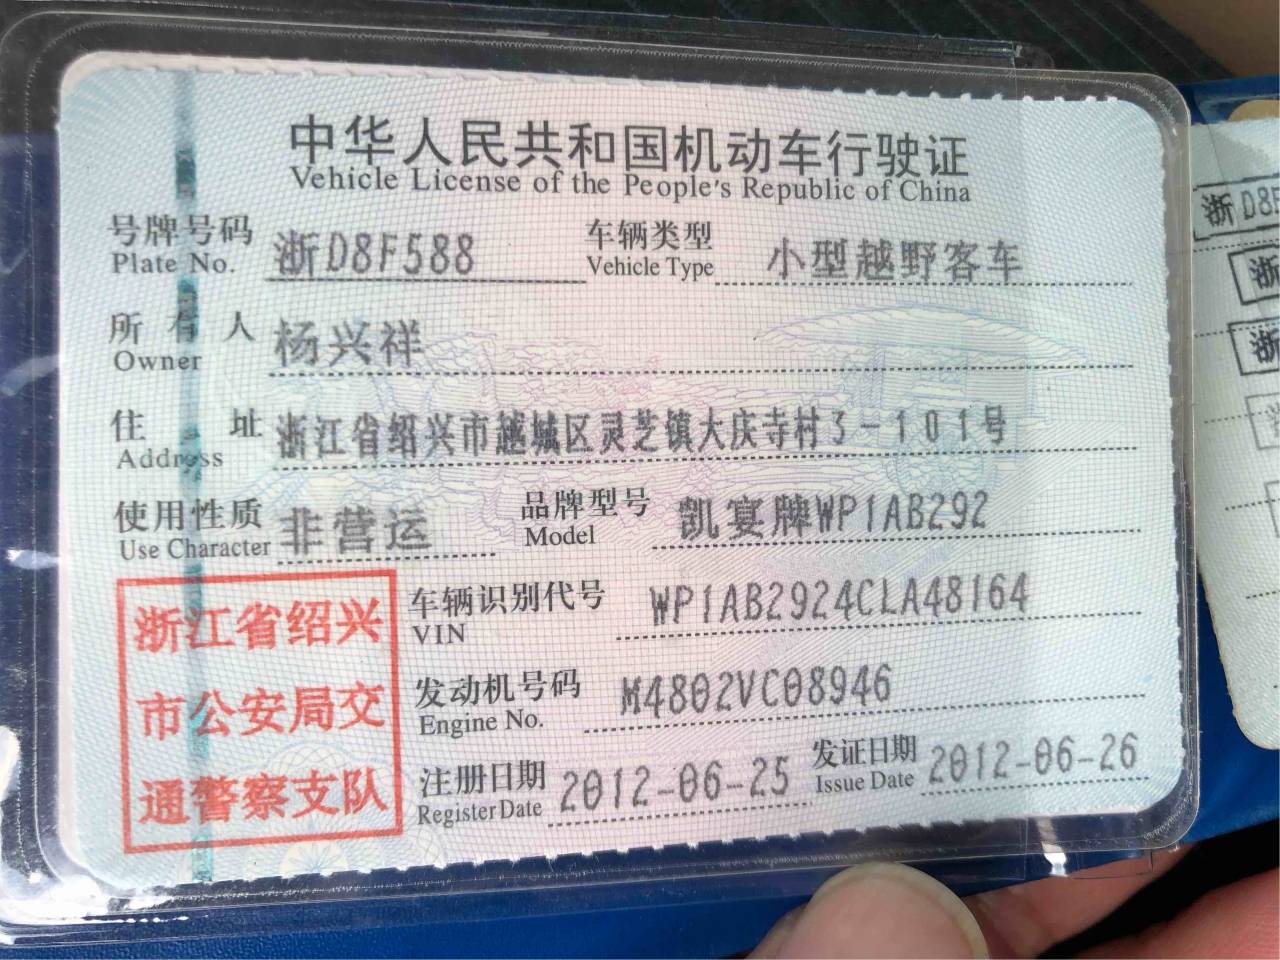 中华人民共和国机动车行驶证
Vehicle License of the People's Republic of China
号牌号码 浙D8F588 车辆类型 小型越野客车
Plate No. Vehicle Type
所有人 杨兴祥
Owner
住址 浙江省绍兴市越城区灵芝镇大庆寺村3-101号
Address
使用性质 非营运 品牌型号 凯宴牌WP1AB292
Use Character Model
浙江省绍兴
市公安局交
通警察支队
车辆识别代号 WP1AB2924CLA48164
VIN
发动机号码 M4802VC08946
Engine No.
注册日期 2012-06-25 发证日期 2012-06-26
Register Date Issue Date
浙D8F
浙
浙